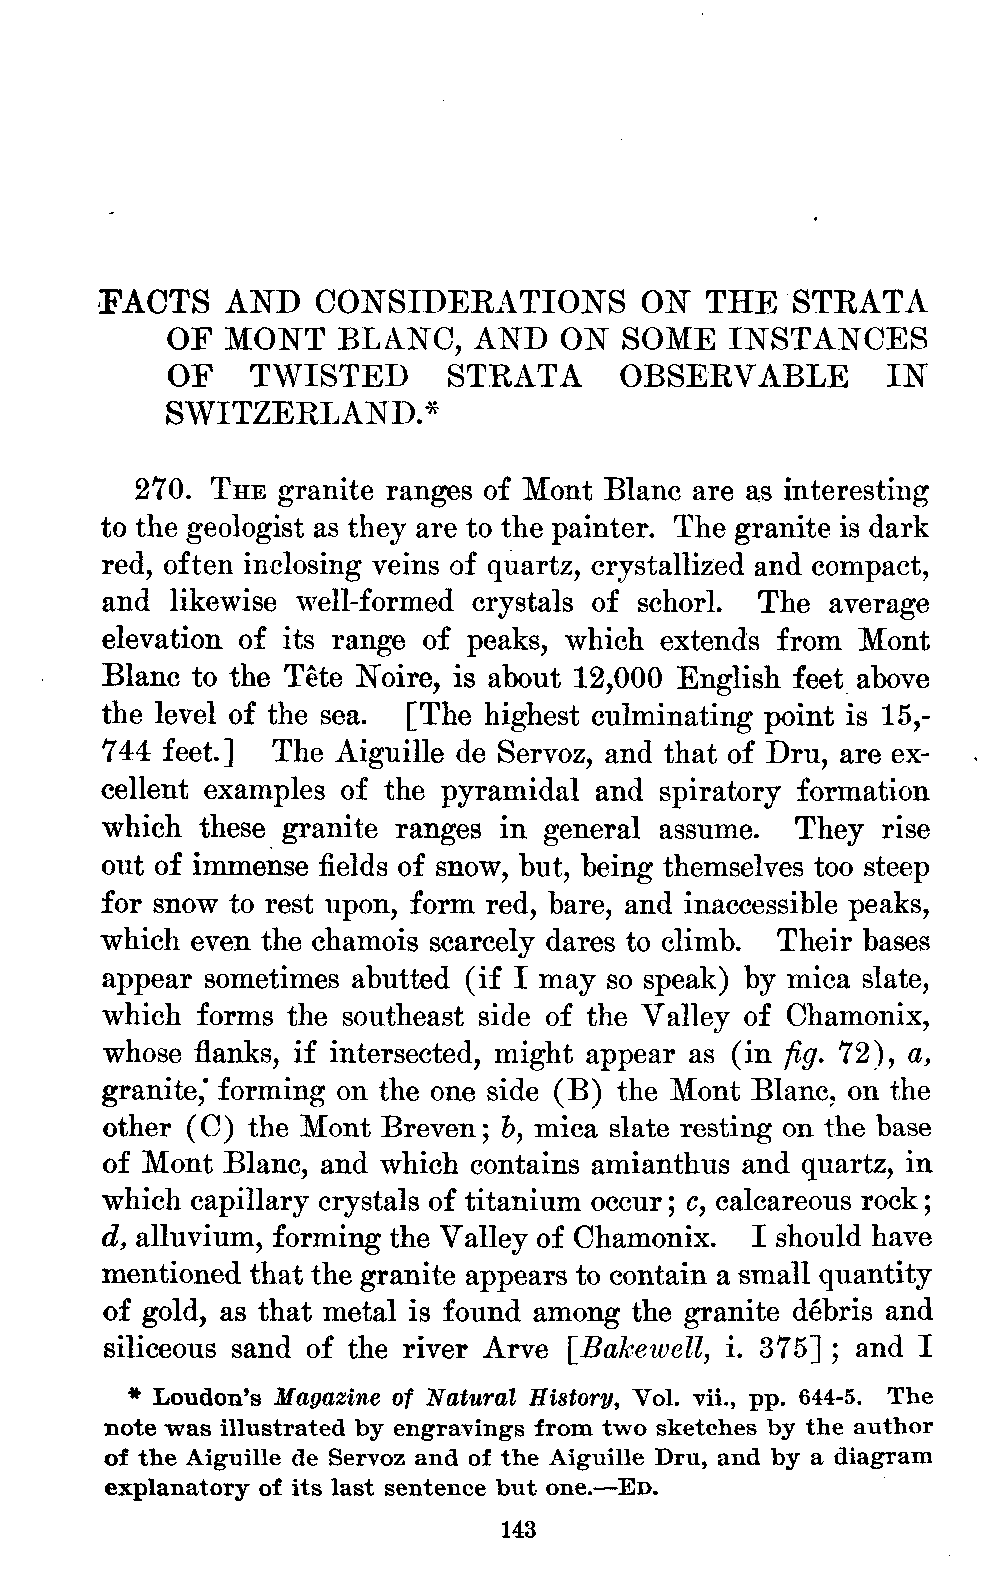 FACTS AND CONSIDERATIONS ON THE STRATA
OF MONT BLANC, AND ON SOME INSTANCES
OF TWISTED STRATA OBSERVABLE IN
SWITZERLAND.*
270. THE granite ranges of Mont Blanc are as interesting
to the geologist as they are to the painter. The granite is dark
red, often inclosing veins of quartz, crystallized and compact,
and likewise well-formed crystals of schorl. The average
elevation of its range of peaks, which extends from Mont
Blanc to the Tête Noire, is about 12,000 English feet above
the level of the sea. [The highest culminating point is 15,-
744 feet.] The Aiguille de Servoz, and that of Dru, are ex-
cellent examples of the pyramidal and spiratory formation
which these granite ranges in general assume. They rise
out of immense fields of snow, but, being themselves too steep
for snow to rest upon, form red, bare, and inaccessible peaks,
which even the chamois scarcely dares to climb. Their bases
appear sometimes abutted (if I may so speak) by mica slate,
which forms the southeast side of the Valley of Chamonix,
whose flanks, if intersected, might appear as (in fig. 72), a,
granite, forming on the one side (B) the Mont Blanc, on the
other (C) the Mont Breven; b, mica slate resting on the base
of Mont Blanc, and which contains amianthus and quartz, in
which capillary crystals of titanium occur; c, calcareous rock;
d, alluvium, forming the Valley of Chamonix. I should have
mentioned that the granite appears to contain a small quantity
of gold, as that metal is found among the granite débris and
siliceous sand of the river Arve [Bakewell, i. 375]; and I
* Loudon's Magazine of Natural History, Vol. vii., pp. 644-5. The
note was illustrated by engravings from two sketches by the author
of the Aiguille de Servoz and of the Aiguille Dru, and by a diagram
explanatory of its last sentence but one.—ED.
143